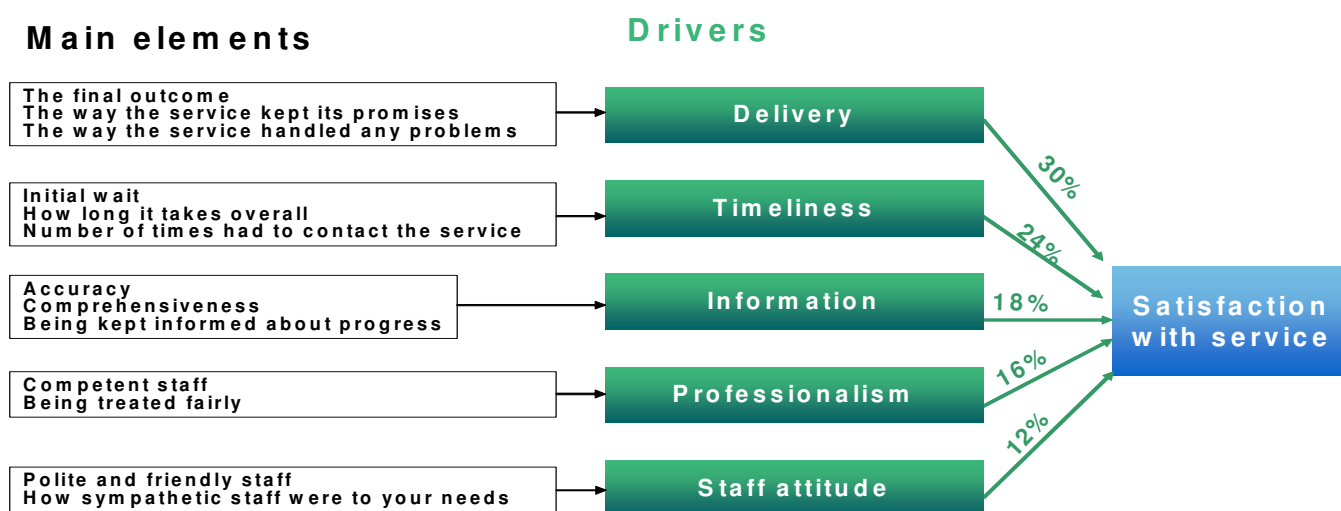 Main elements
Drivers
The final outcome
The way the service kept its promises
The way the service handled any problems
Delivery
30%
Initial wait
How long it takes overall
Number of times had to contact the service
Timeliness
24%
Accuracy
Comprehensiveness
Being kept informed about progress
Information
18%
Satisfaction
with service
Competent staff
Being treated fairly
Professionalism
16%
Polite and friendly staff
How sympathetic staff were to your needs
Staff attitude
12%